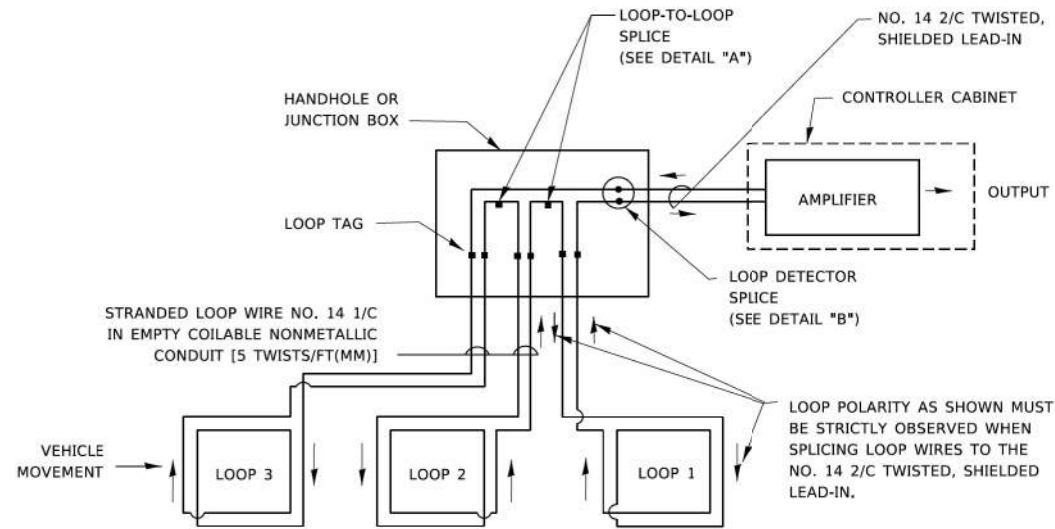 LOOP-TO-LOOP
SPLICE
(SEE DETAIL "A")
NO. 14 2/C TWISTED,
SHIELDED LEAD-IN
HANDHOLE OR
JUNCTION BOX
CONTROLLER CABINET
AMPLIFIER
OUTPUT
LOOP TAG
LOOP DETECTOR
SPLICE
(SEE DETAIL "B")
STRANDED LOOP WIRE NO. 14 1/C
IN EMPTY COILABLE NONMETALLIC
CONDUIT [5 TWISTS/FT(MM)]
LOOP POLARITY AS SHOWN MUST
BE STRICTLY OBSERVED WHEN
SPLICING LOOP WIRES TO THE
NO. 14 2/C TWISTED, SHIELDED
LEAD-IN.
VEHICLE
MOVEMENT
LOOP 3
LOOP 2
LOOP 1